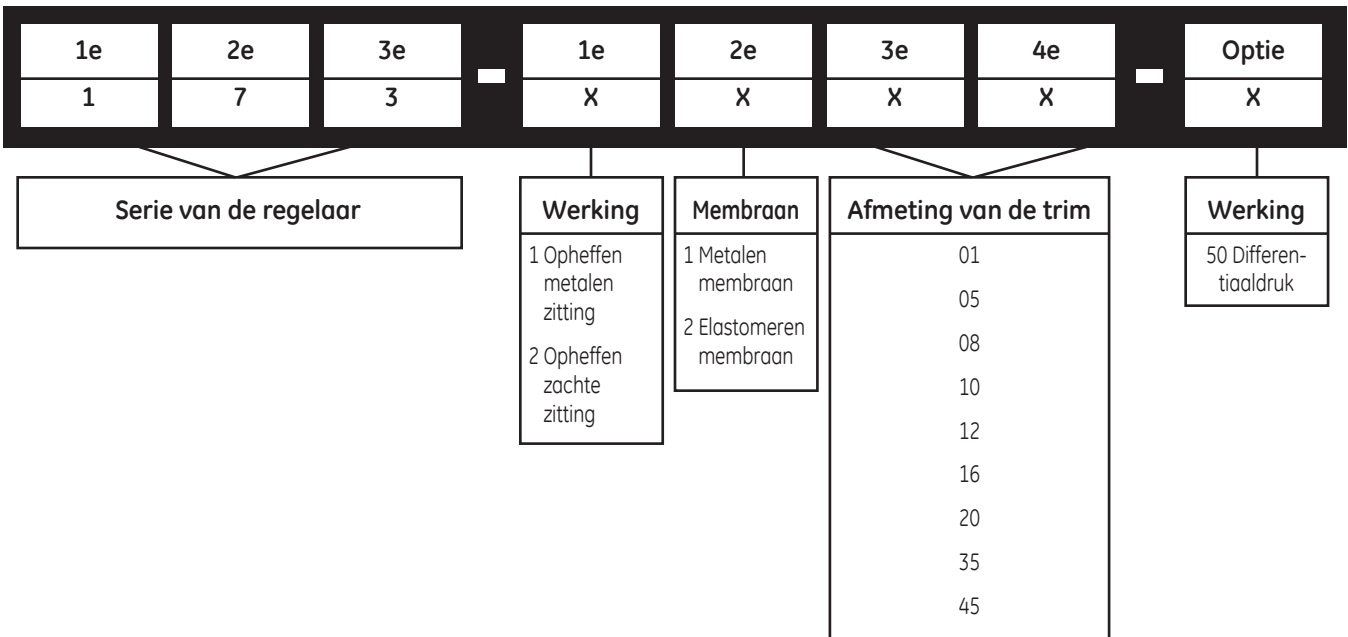 1e 2e 3e 1e 2e 3e 4e Optie
1 7 3 - X X X X - X
Serie van de regelaar
Werking
1 Opheffen
metalen
zitting
2 Opheffen
zachte
zitting
Membraan
1 Metalen
membraan
2 Elastomeren
membraan
Afmeting van de trim
01
05
08
10
12
16
20
35
45
Werking
50 Differen-
tiaaldruk